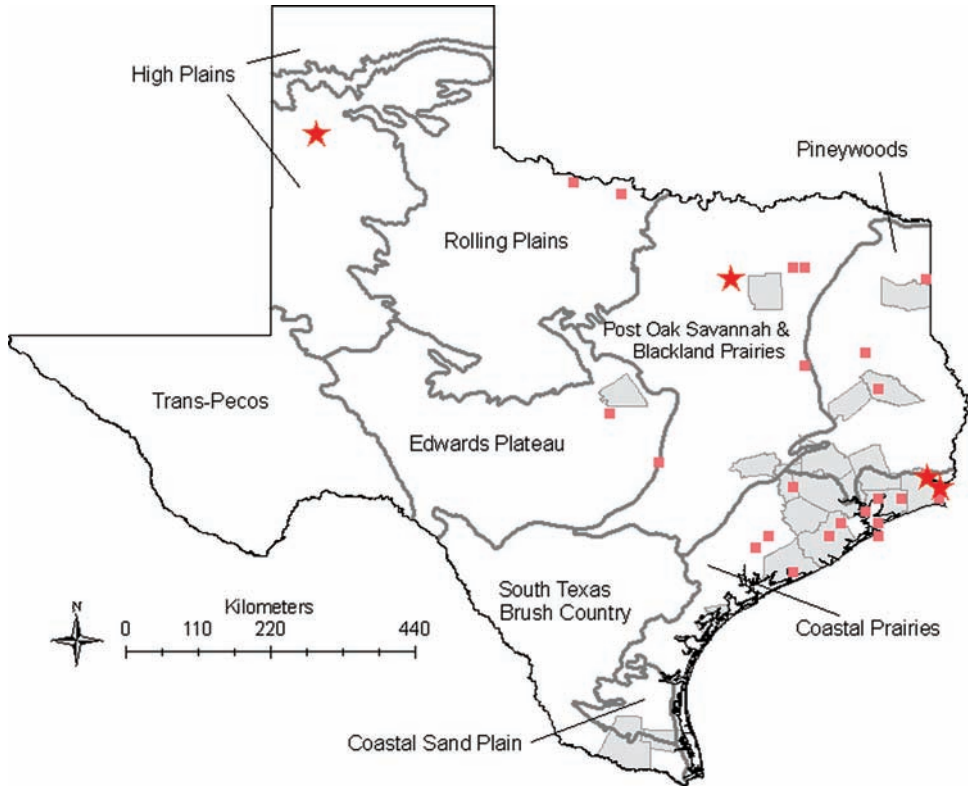 High Plains
Pineywoods
Rolling Plains
Post Oak Savannah &
Blackland Prairies
Trans-Pecos
Edwards Plateau
South Texas
Brush Country
Coastal Prairies
N
Kilometers
0 110 220 440
Coastal Sand Plain